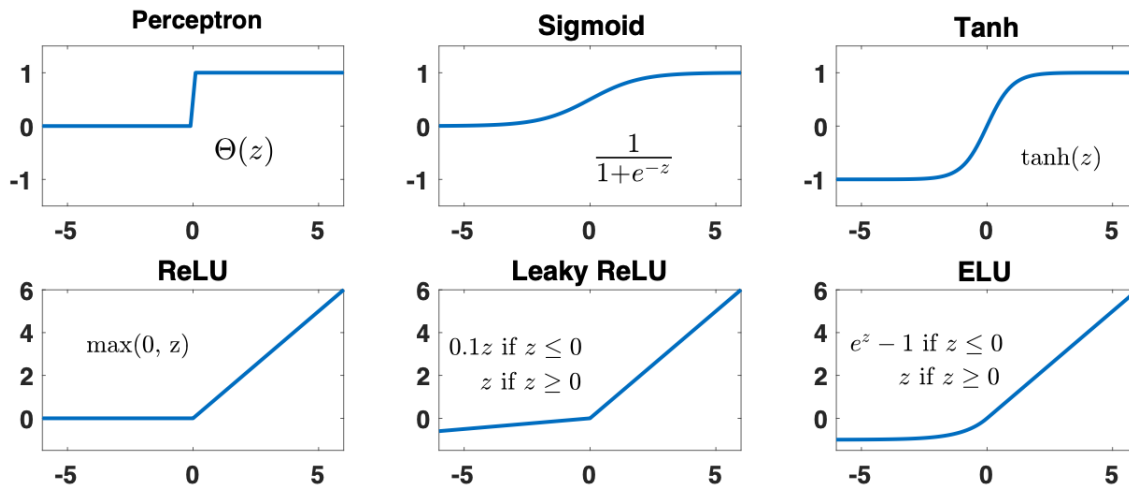 Perceptron
1
0
-1
Θ(z)
-5 0 5
Sigmoid
1
0
-1
1
1+e^{-z}
-5 0 5
Tanh
1
0
-1
tanh(z)
-5 0 5
ReLU
6
4
2
0
max(0, z)
-5 0 5
Leaky ReLU
6
4
2
0
0.1z if z ≤ 0
z if z ≥ 0
-5 0 5
ELU
6
4
2
0
e^z − 1 if z ≤ 0
z if z ≥ 0
-5 0 5